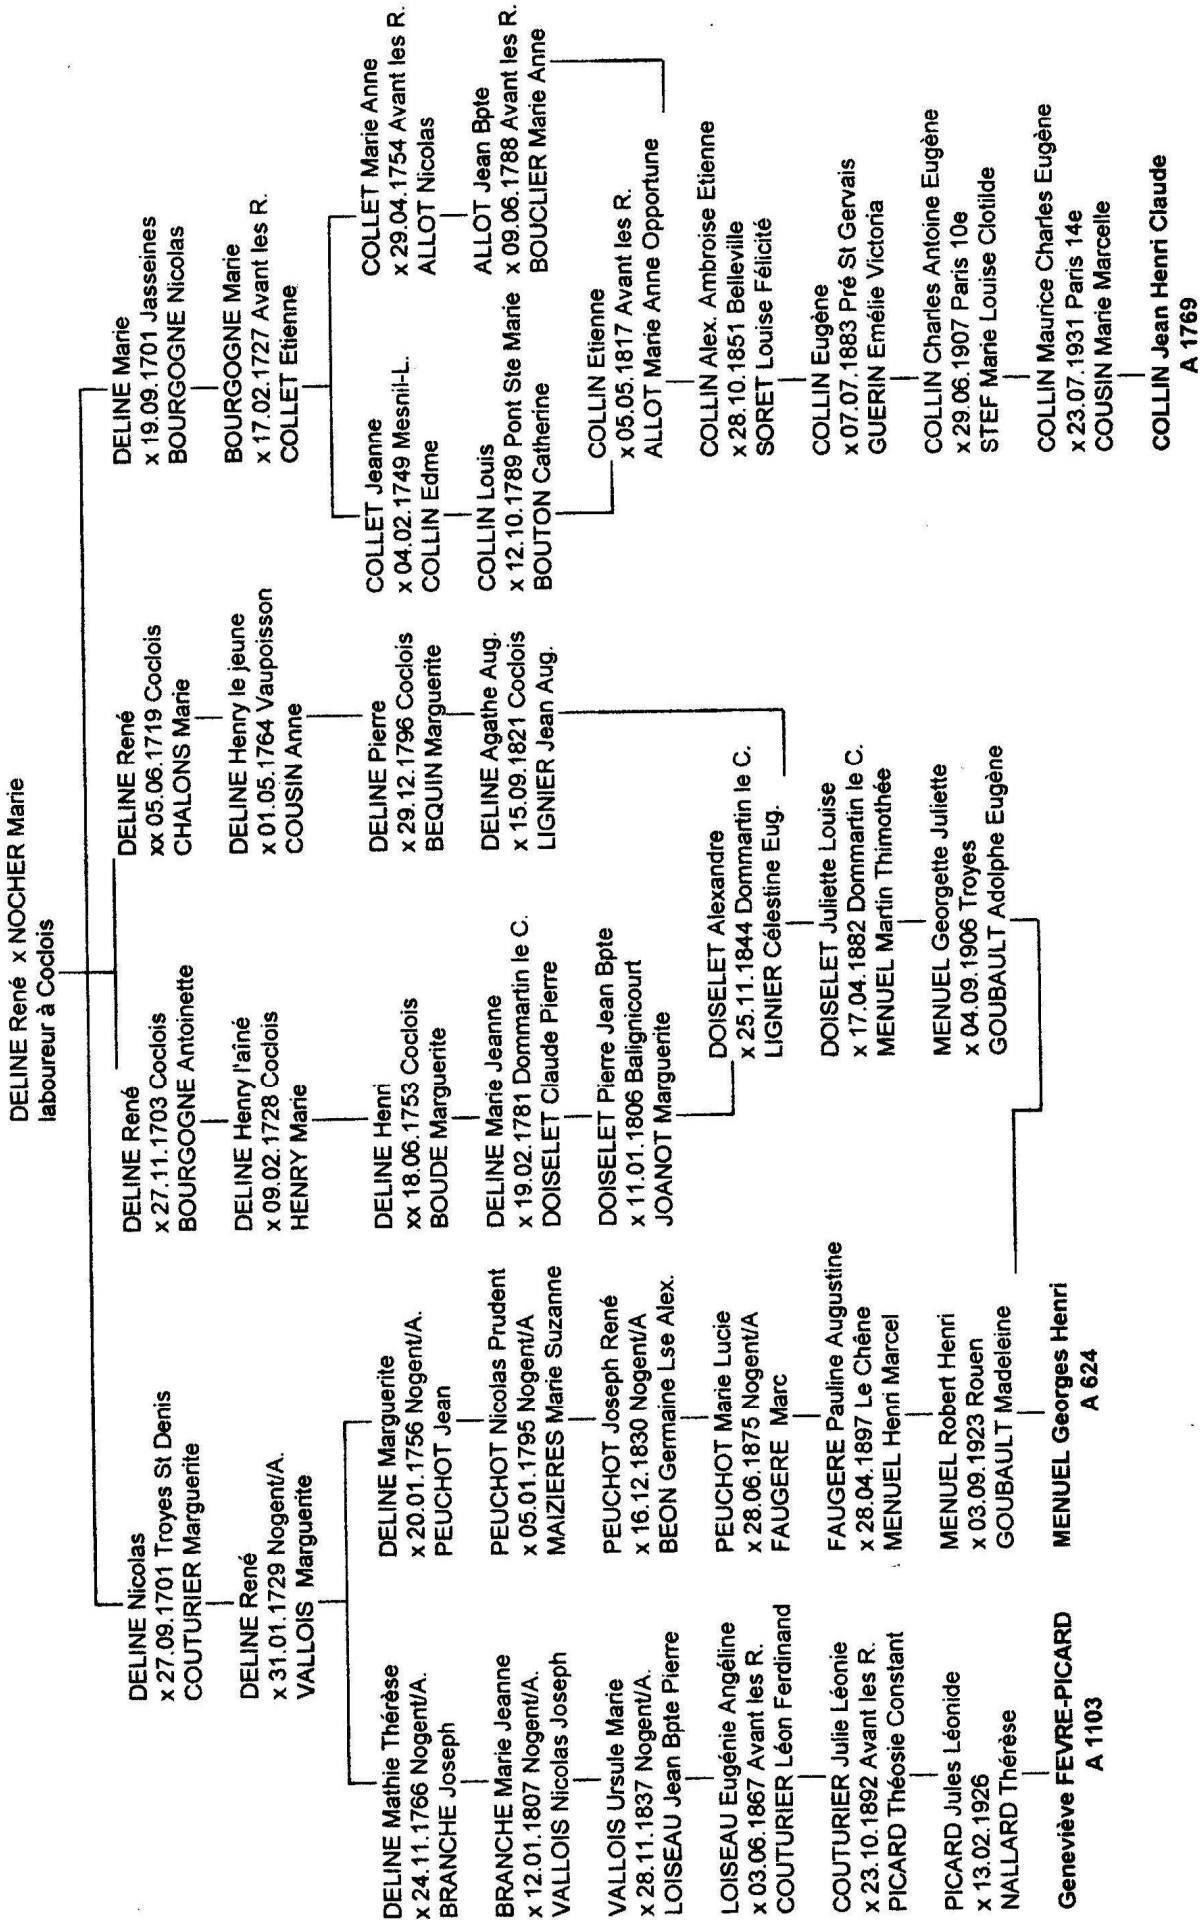 DELINE René x NOCHER Marie
laboureur à Coclois
DELINE Nicolas
x 27.09.1701 Troyes St Denis
COUTURIER Marguerite
DELINE René
x 31.01.1729 Nogent/A.
VALLOIS Marguerite
DELINE Mathie Thérèse
x 24.11.1766 Nogent/A.
BRANCHE Joseph
BRANCHE Marie Jeanne
x 12.01.1807 Nogent/A.
VALLOIS Nicolas Joseph
VALLOIS Ursule Marie
x 28.11.1837 Nogent/A.
LOISEAU Jean Bpte Pierre
LOISEAU Eugénie Angéline
x 03.06.1867 Avant les R.
COUTURIER Léon Ferdinand
COUTURIER Julie Léonie
x 23.10.1892 Avant les R.
PICARD Théosie Constant
PICARD Jules Léonide
x 13.02.1926
NALLARD Thérèse
Geneviève FEVRE-PICARD
A 1103
DELINE Marguerite
x 20.01.1756 Nogent/A.
PEUCHOT Jean
PEUCHOT Nicolas Prudent
x 05.01.1795 Nogent/A
MAIZIERES Marie Suzanne
PEUCHOT Joseph René
x 16.12.1830 Nogent/A
BEON Germaine Lse Alex.
PEUCHOT Marie Lucie
x 28.06.1875 Nogent/A
FAUGERE Marc
FAUGERE Pauline Augustine
x 28.04.1897 Le Chêne
MENUEL Henri Marcel
MENUEL Robert Henri
x 03.09.1923 Rouen
GOUBAULT Madeleine
MENUEL Georges Henri
A 624
DELINE René
x 27.11.1703 Coclois
BOURGOGNE Antoinette
DELINE Henry l'aîné
x 09.02.1728 Coclois
HENRY Marie
DELINE Henri
xx 18.06.1753 Coclois
BOUDE Marguerite
DELINE Marie Jeanne
x 19.02.1781 Dommartin le C.
DOISELET Claude Pierre
DOISELET Pierre Jean Bpte
x 11.01.1806 Balignicourt
JOANOT Marguerite
DOISELET Alexandre
x 25.11.1844 Dommartin le C.
LIGNIER Célestine Eug.
DOISELET Juliette Louise
x 17.04.1882 Dommartin le C.
MENUEL Martin Thimothée
MENUEL Georgette Juliette
x 04.09.1906 Troyes
GOUBAULT Adolphe Eugène
DELINE René
xx 05.06.1719 Coclois
CHALONS Marie
DELINE Henry le jeune
x 01.05.1764 Vaupoisson
COUSIN Anne
DELINE Pierre
x 29.12.1796 Coclois
BEQUIN Marguerite
DELINE Agathe Aug.
x 15.09.1821 Coclois
LIGNIER Jean Aug.
DELINE Marie
x 19.09.1701 Jasseines
BOURGOGNE Nicolas
BOURGOGNE Marie
x 17.02.1727 Avant les R.
COLLET Etienne
COLLET Jeanne
x 04.02.1749 Mesnil-L.
COLLIN Edme
COLLIN Louis
x 12.10.1789 Pont Ste Marie
BOUTON Catherine
COLLET Marie Anne
x 29.04.1754 Avant les R.
ALLOT Nicolas
ALLOT Jean Bpte
x 09.06.1788 Avant les R.
BOUCLIER Marie Anne
COLLIN Etienne
x 05.05.1817 Avant les R.
ALLOT Marie Anne Opportune
COLLIN Alex. Ambroise Etienne
x 28.10.1851 Belleville
SORET Louise Félicité
COLLIN Eugène
x 07.07.1883 Pré St Gervais
GUERIN Emélie Victoria
COLLIN Charles Antoine Eugène
x 29.06.1907 Paris 10e
STEF Marie Louise Clotilde
COLLIN Maurice Charles Eugène
x 23.07.1931 Paris 14e
COUSIN Marie Marcelle
COLLIN Jean Henri Claude
A 1769